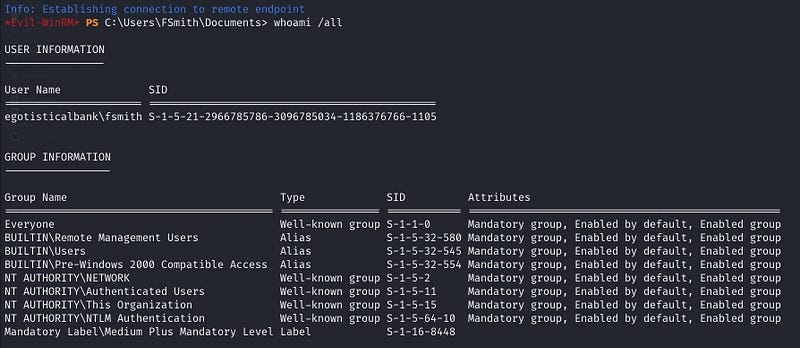 Info: Establishing connection to remote endpoint
*Evil-WinRM* PS C:\Users\FSmith\Documents> whoami /all
USER INFORMATION
User Name SID
egotisticalbank\fsmith S-1-5-21-2966785786-3096785034-1186376766-1105
GROUP INFORMATION
Group Name Type SID Attributes
Everyone Well-known group S-1-1-0 Mandatory group, Enabled by default, Enabled group
BUILTIN\Remote Management Users Alias S-1-5-32-580 Mandatory group, Enabled by default, Enabled group
BUILTIN\Users Alias S-1-5-32-545 Mandatory group, Enabled by default, Enabled group
BUILTIN\Pre-Windows 2000 Compatible Access Alias S-1-5-32-554 Mandatory group, Enabled by default, Enabled group
NT AUTHORITY\NETWORK Well-known group S-1-5-2 Mandatory group, Enabled by default, Enabled group
NT AUTHORITY\Authenticated Users Well-known group S-1-5-11 Mandatory group, Enabled by default, Enabled group
NT AUTHORITY\This Organization Well-known group S-1-5-15 Mandatory group, Enabled by default, Enabled group
NT AUTHORITY\NTLM Authentication Well-known group S-1-5-64-10 Mandatory group, Enabled by default, Enabled group
Mandatory Label\Medium Plus Mandatory Level Label S-1-16-8448